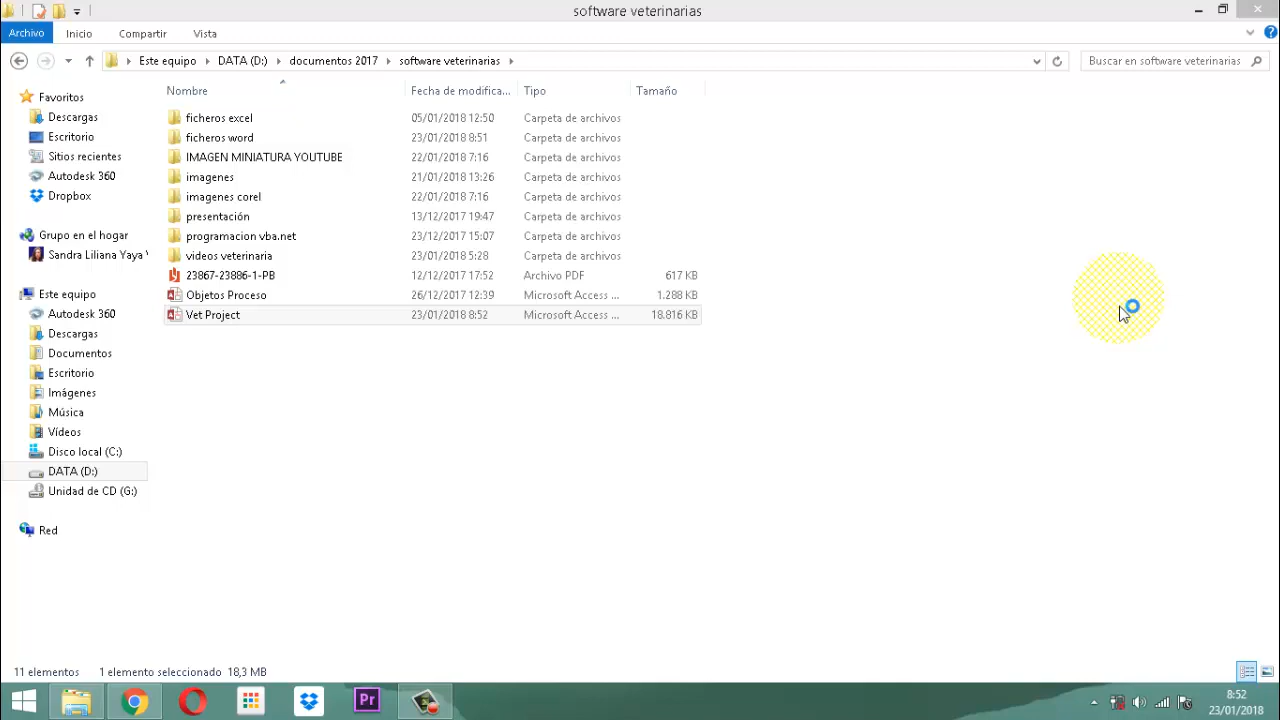 software veterinarias
Archivo Inicio Compartir Vista
Este equipo DATA (D:) documentos 2017 software veterinarias Buscar en software veterinarias
Nombre Fecha de modifica... Tipo Tamaño
Favoritos
Descargas
Escritorio
Sitios recientes
Autodesk 360
Dropbox
Grupo en el hogar
Sandra Liliana Yaya
Este equipo
Autodesk 360
Descargas
Documentos
Escritorio
Imágenes
Música
Vídeos
Disco local (C:)
DATA (D:)
Unidad de CD (G:)
Red
ficheros excel 05/01/2018 12:50 Carpeta de archivos
ficheros word 23/01/2018 8:51 Carpeta de archivos
IMAGEN MINIATURA YOUTUBE 22/01/2018 7:16 Carpeta de archivos
imagenes 21/01/2018 13:26 Carpeta de archivos
imagenes corel 22/01/2018 7:16 Carpeta de archivos
presentación 13/12/2017 19:47 Carpeta de archivos
programacion vba.net 23/12/2017 15:07 Carpeta de archivos
videos veterinaria 23/01/2018 5:28 Carpeta de archivos
23867-23886-1-PB 12/12/2017 17:52 Archivo PDF 617 KB
Objetos Proceso 26/12/2017 12:39 Microsoft Access ... 1.288 KB
Vet Project 23/01/2018 8:52 Microsoft Access ... 18.816 KB
11 elementos 1 elemento seleccionado 18,3 MB
Pr
8:52
23/01/2018